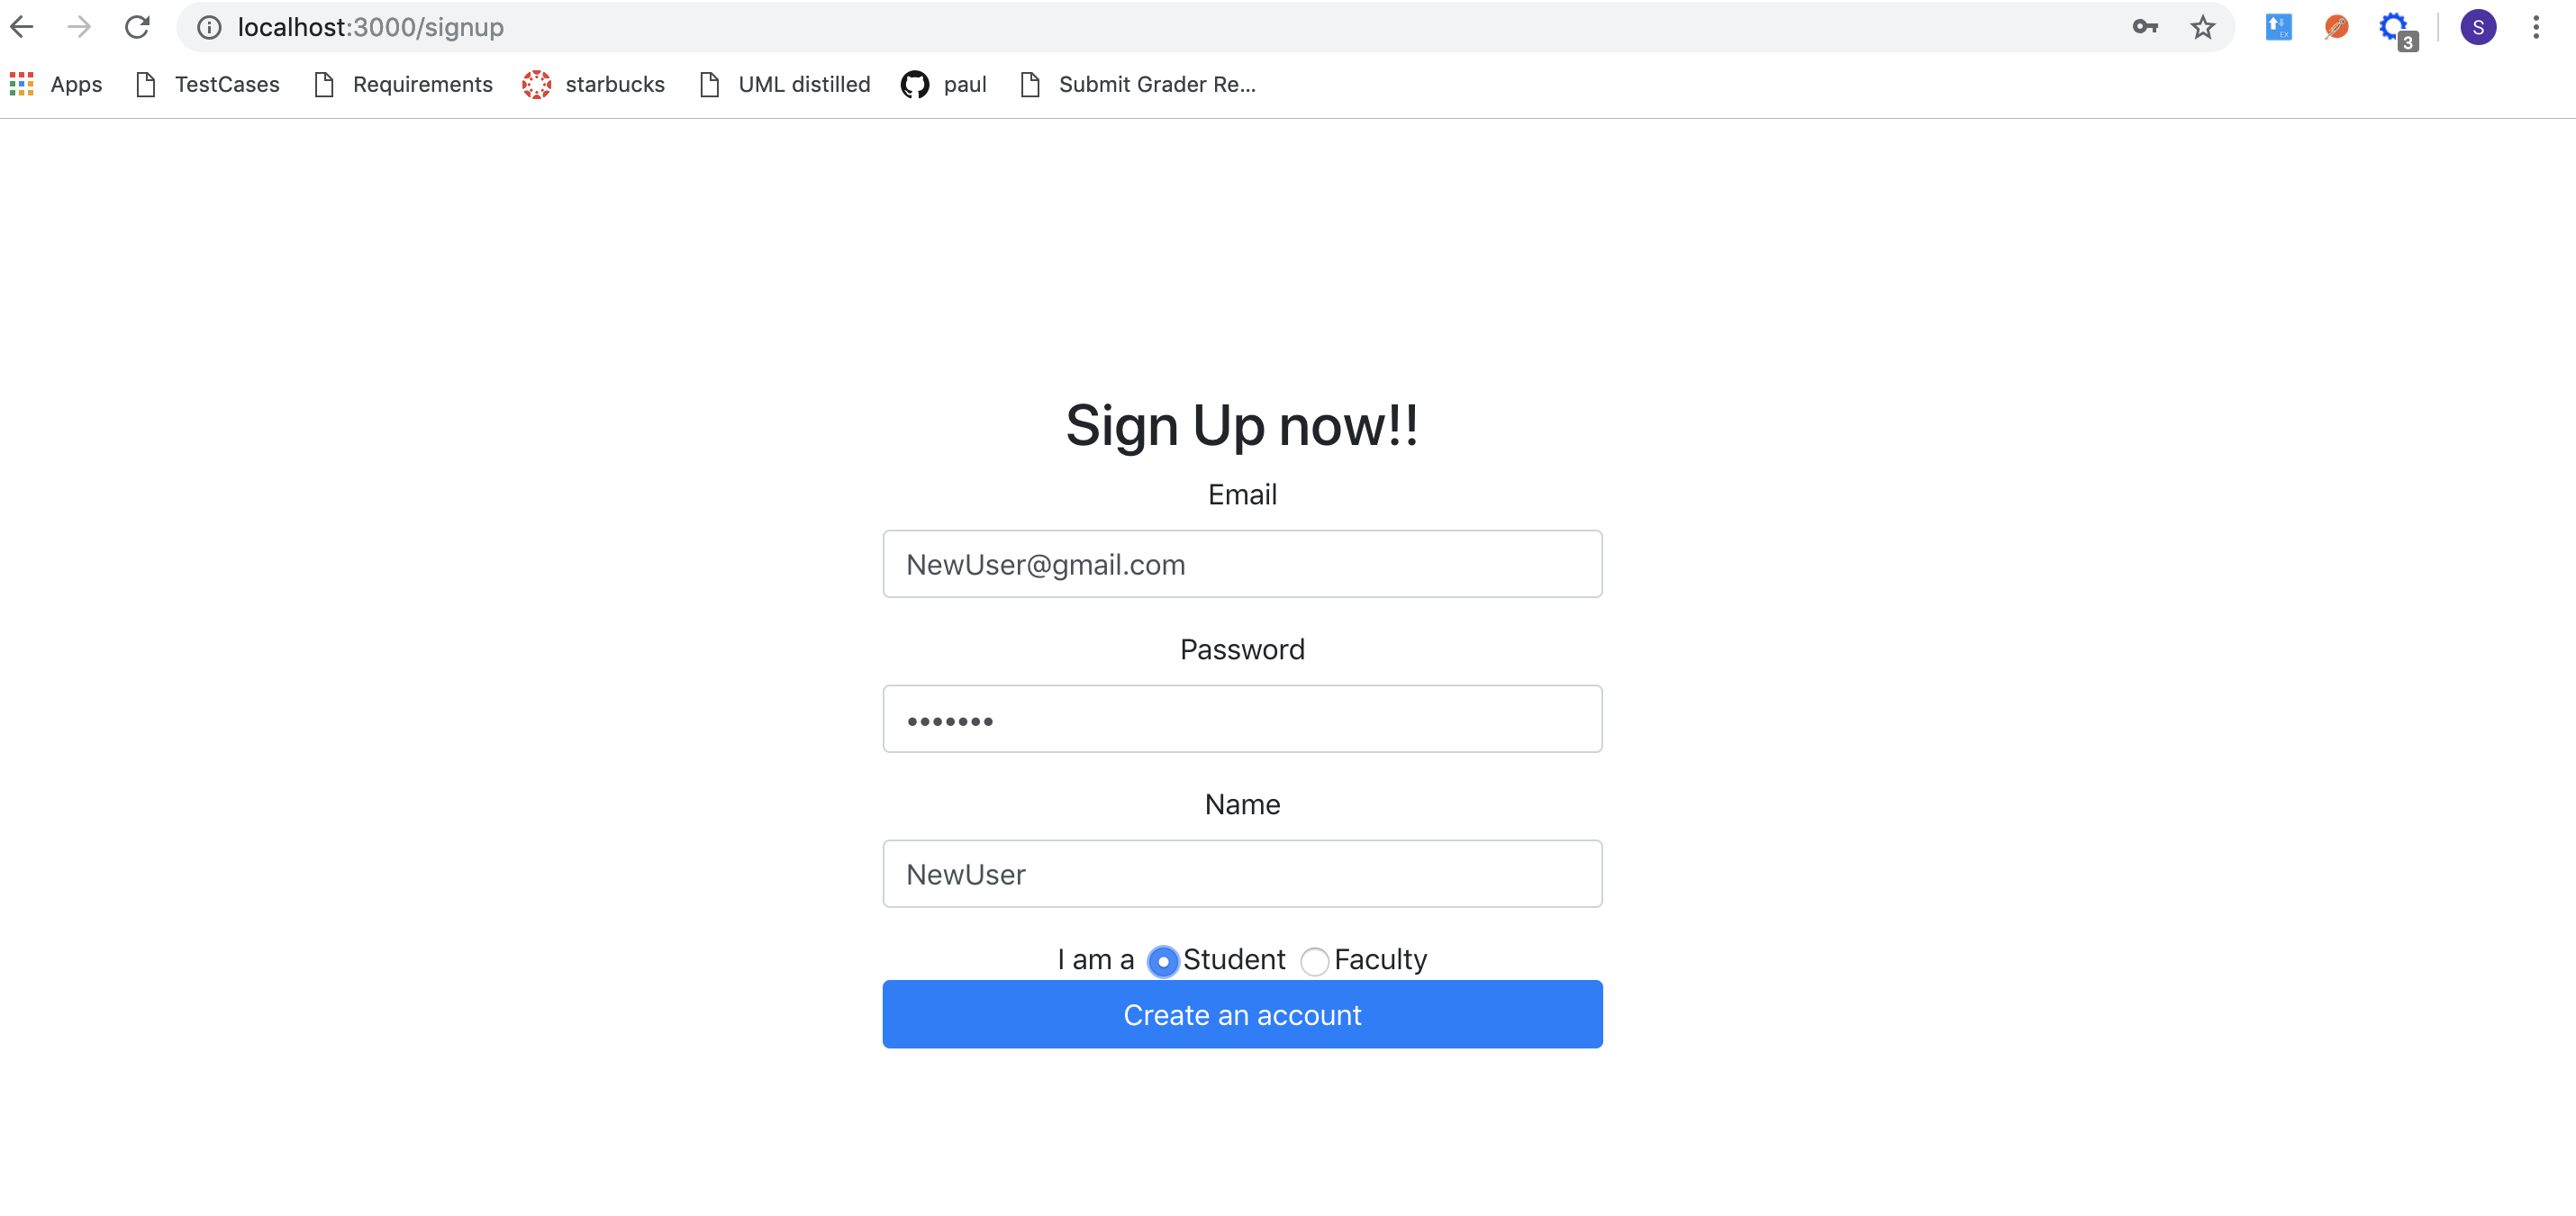 localhost:3000/signup
3
S
Apps TestCases Requirements starbucks UML distilled paul Submit Grader Re...
Sign Up now!!
Email
NewUser@gmail.com
Password
•••••••
Name
NewUser
I am a Student Faculty
Create an account